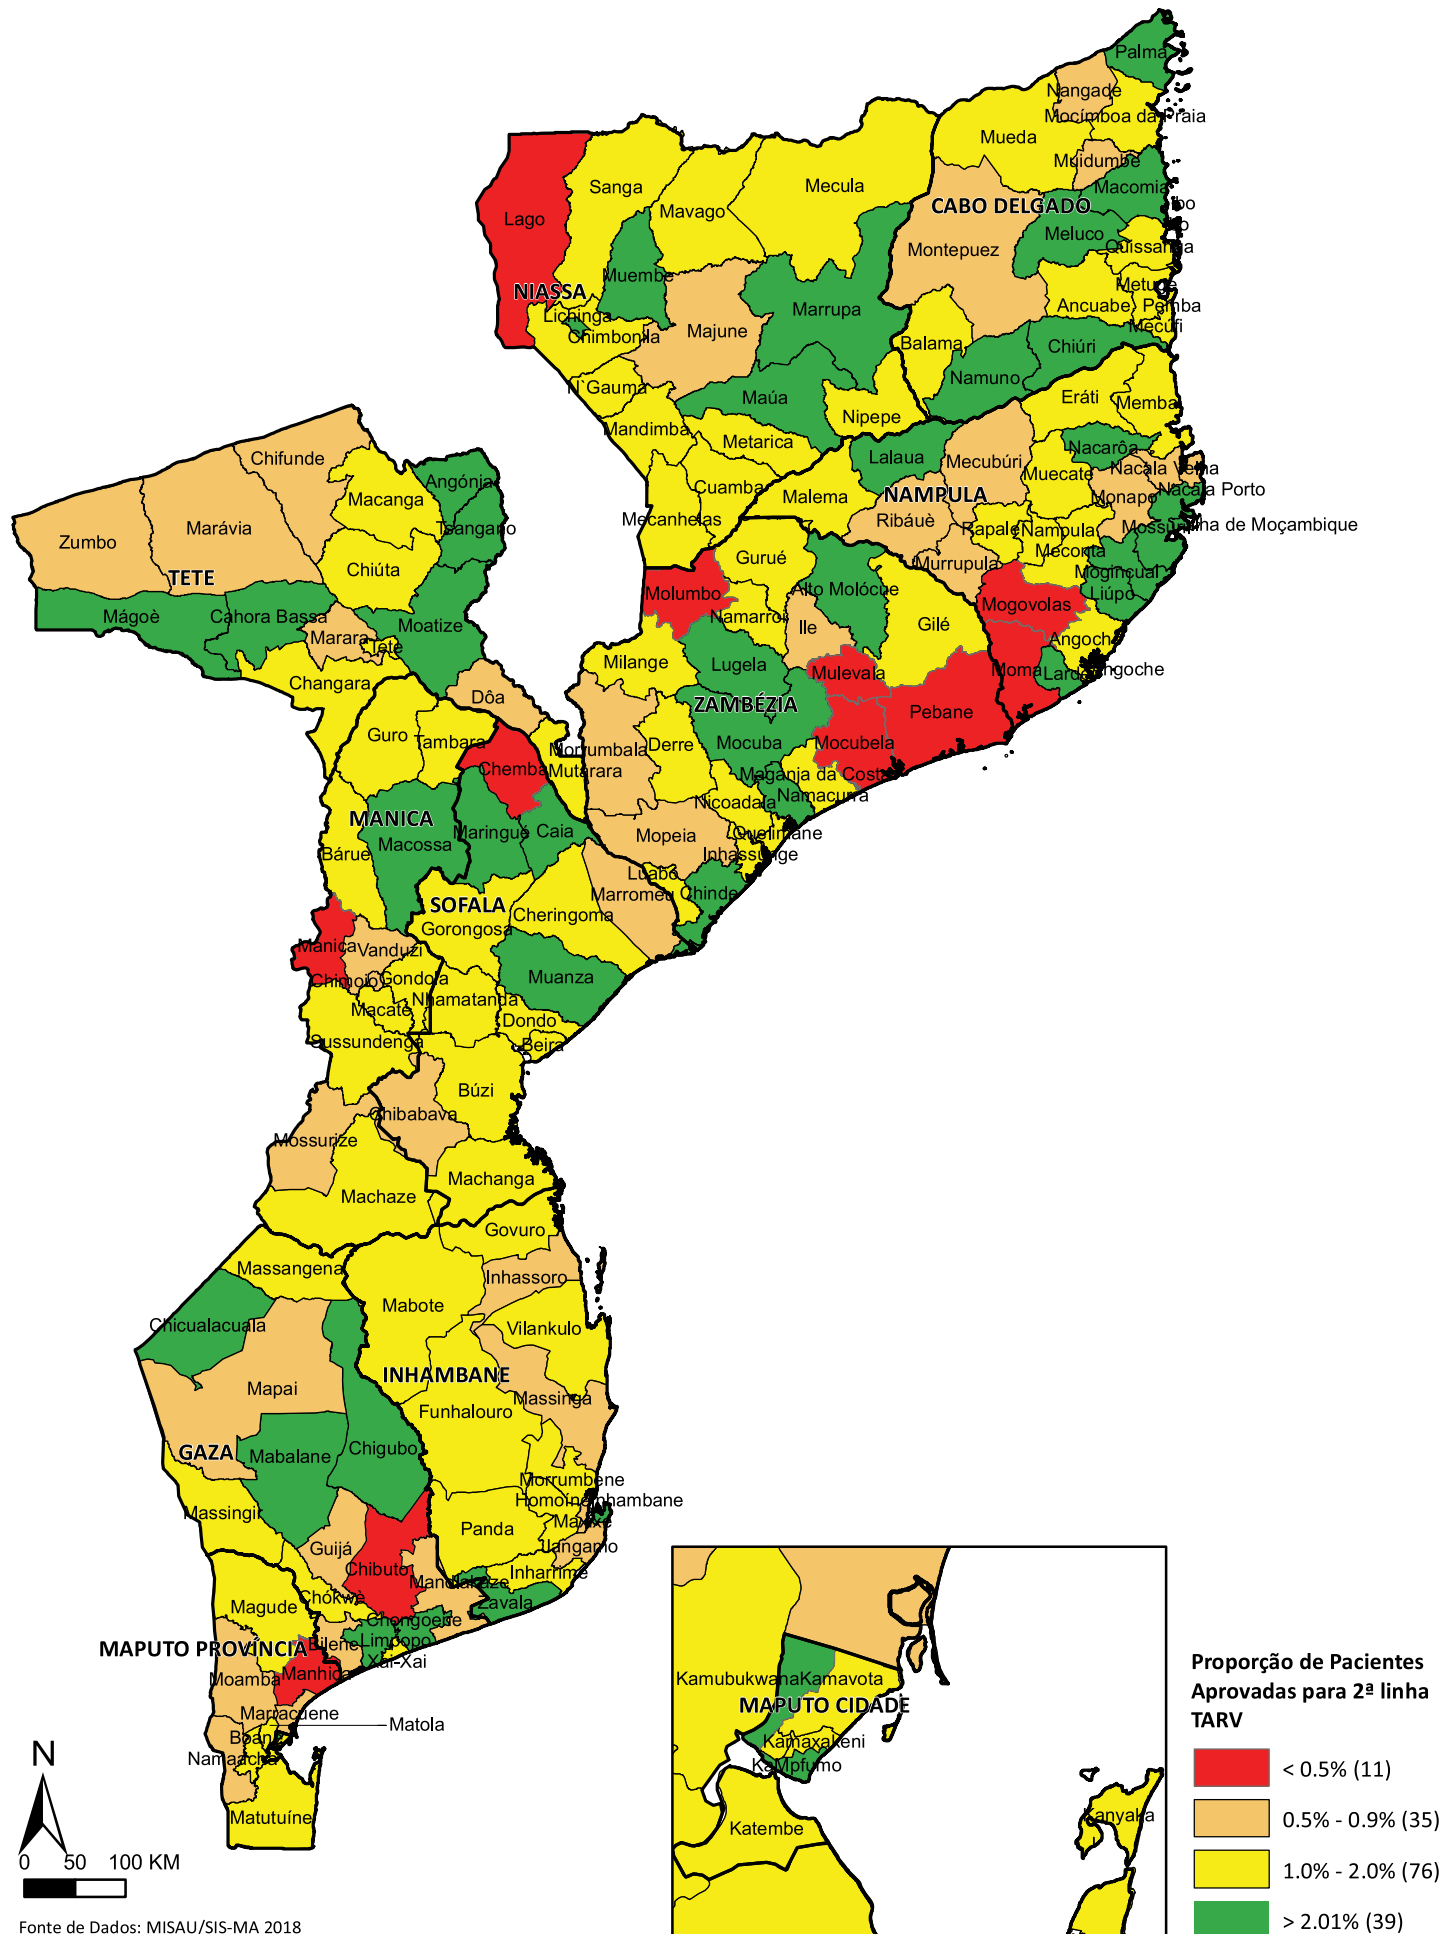 Palma
Nangade
Mocímboa da Praia
Mueda
Muidumbe
Macomia
Mecula
Sanga
Mavago
CABO DELGADO
Lago
Montepuez
Meluco
Quissanga
Muembe
NIASSA
Metuge
Ancuabe
Pemba
Marrupa
Lichinga
Mecúfi
Chimbonila
Majune
Balama
Chiúri
Namuno
N`Gauma
Maúa
Eráti
Memba
Nipepe
Mandimba
Metarica
Nacarôa
Chifunde
Lalaua
Mecubúri
Nacala Velha
Muecate
Angónia
Cuamba
Nacala Porto
Macanga
Malema
NAMPULA
Monapo
Mecanhelas
Ribáuè
Mossuril
Ilha de Moçambique
Marávia
Tsangano
Rapale
Nampula
Zumbo
Meconta
Gurué
Murrupula
Chiúta
TETE
Mogincual
Molumbo
Alto Molócue
Liúpo
Mogovolas
Mágoè
Cahora Bassa
Namarroi
Moatize
Ile
Gilé
Marara
Angoche
Tete
Milange
Lugela
Mulevala
Moma
Larde
Angoche
Changara
Dôa
ZAMBÉZIA
Pebane
Guro
Tambara
Morrumbala
Derre
Mocuba
Mocubela
Chemba
Mutarara
Maganja da Costa
Namacurra
Nicoadala
MANICA
Maringué
Caia
Mopeia
Quelimane
Macossa
Bárue
Inhassunge
Luabo
Marromeu
Chinde
SOFALA
Cheringoma
Gorongosa
Manica
Vanduzi
Chimoio
Gondola
Muanza
Nhamatanda
Macate
Dondo
Sussundenga
Beira
Búzi
Chibabava
Mossurize
Machanga
Machaze
Govuro
Massangena
Inhassoro
Mabote
Chicualacuala
Vilankulo
INHAMBANE
Mapai
Massinga
Funhalouro
GAZA
Chigubo
Mabalane
Morrumbene
Homoíne
Inhambane
Massingir
Panda
Maxixe
Guijá
Jangamo
Chibuto
Inharrime
Mandlakaze
Chókwè
Zavala
Magude
Chongoene
MAPUTO PROVÍNCIA
Bilene
Limpopo
Xai-Xai
Moamba
Manhiça
Marracuene
Matola
Boane
Namaacha
Matutuíne
Kamubukwana
Kamavota
MAPUTO CIDADE
Kamaxakeni
KaMpfumo
Katembe
Kanyaka
Proporção de Pacientes
Aprovadas para 2ª linha
TARV
< 0.5% (11)
0.5% - 0.9% (35)
1.0% - 2.0% (76)
> 2.01% (39)
N
0 50 100 KM
Fonte de Dados: MISAU/SIS-MA 2018